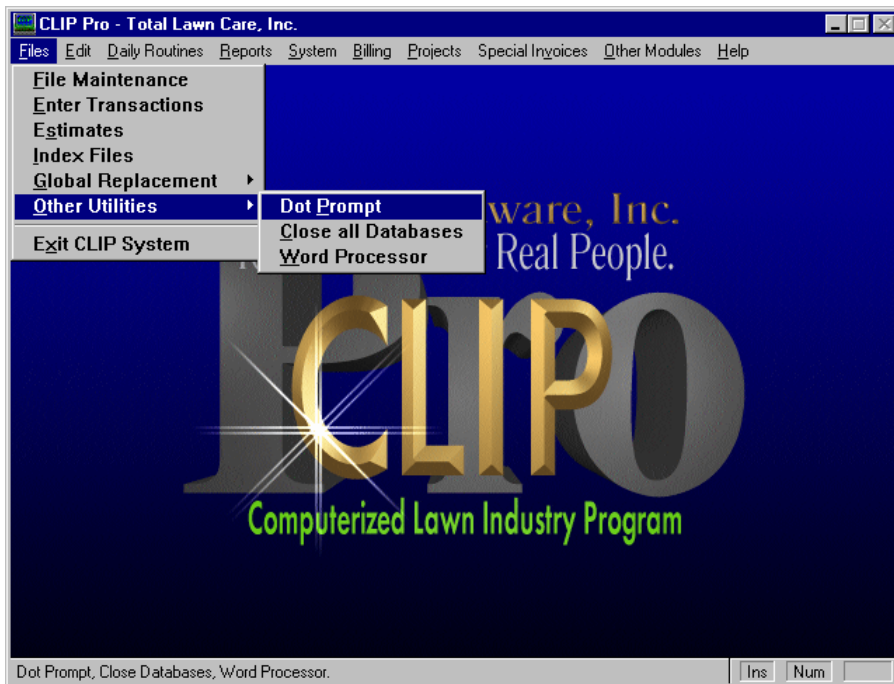 CLIP Pro - Total Lawn Care, Inc.
Files Edit Daily Routines Reports System Billing Projects Special Invoices Other Modules Help
File Maintenance
Enter Transactions
Estimates
Index Files
Global Replacement
Other Utilities
Exit CLIP System
Dot Prompt
Close all Databases
Word Processor
ware, Inc.
Real People.
Pro
CLIP
Computerized Lawn Industry Program
Dot Prompt, Close Databases, Word Processor.
Ins Num